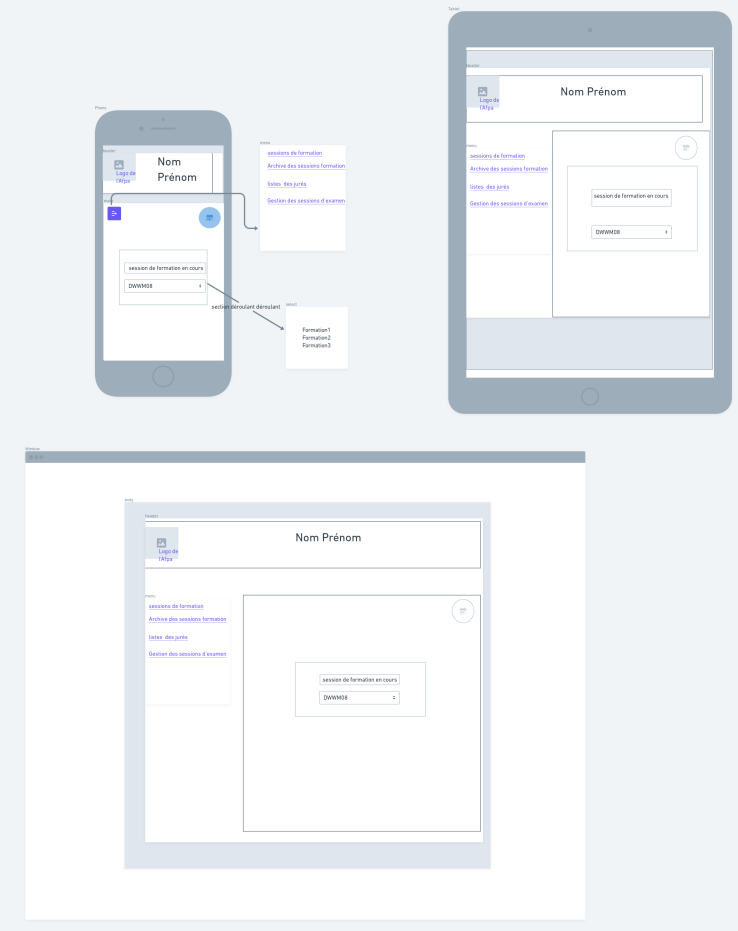 Tablet
Header
Logo de
l'Afpa
Nom Prénom
menu
sessions de formation
Archive des sessions formation
listes des jurés
Gestion des sessions d'examen
session de formation en cours
DWWM08
Phone
header
Logo de
l'Afpa
Nom
Prénom
main
session de formation en cours
DWWM08
menu
sessions de formation
Archive des sessions formation
listes des jurés
Gestion des sessions d'examen
section déroulant déroulant
select
Formation1
Formation2
Formation3
Window
body
header
Logo de
l'Afpa
Nom Prénom
menu
sessions de formation
Archive des sessions formation
listes des jurés
Gestion des sessions d'examen
session de formation en cours
DWWM08